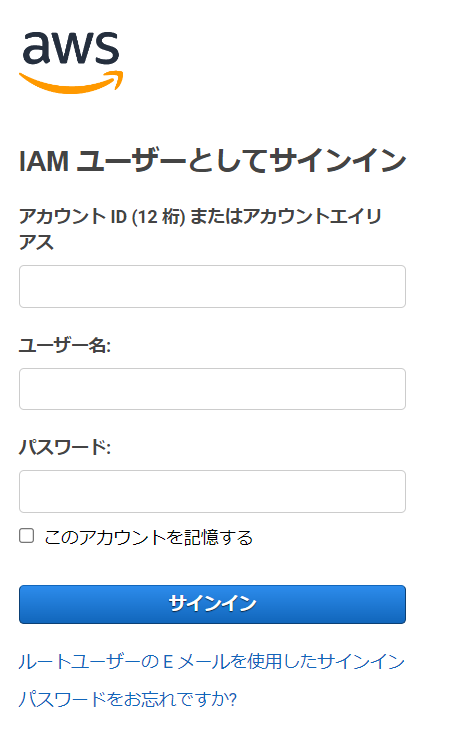 aws
IAM ユーザーとしてサインイン
アカウント ID (12 桁) またはアカウントエイリ
アス
ユーザー名:
パスワード:
このアカウントを記憶する
サインイン
ルートユーザーの E メールを使用したサインイン
パスワードをお忘れですか?